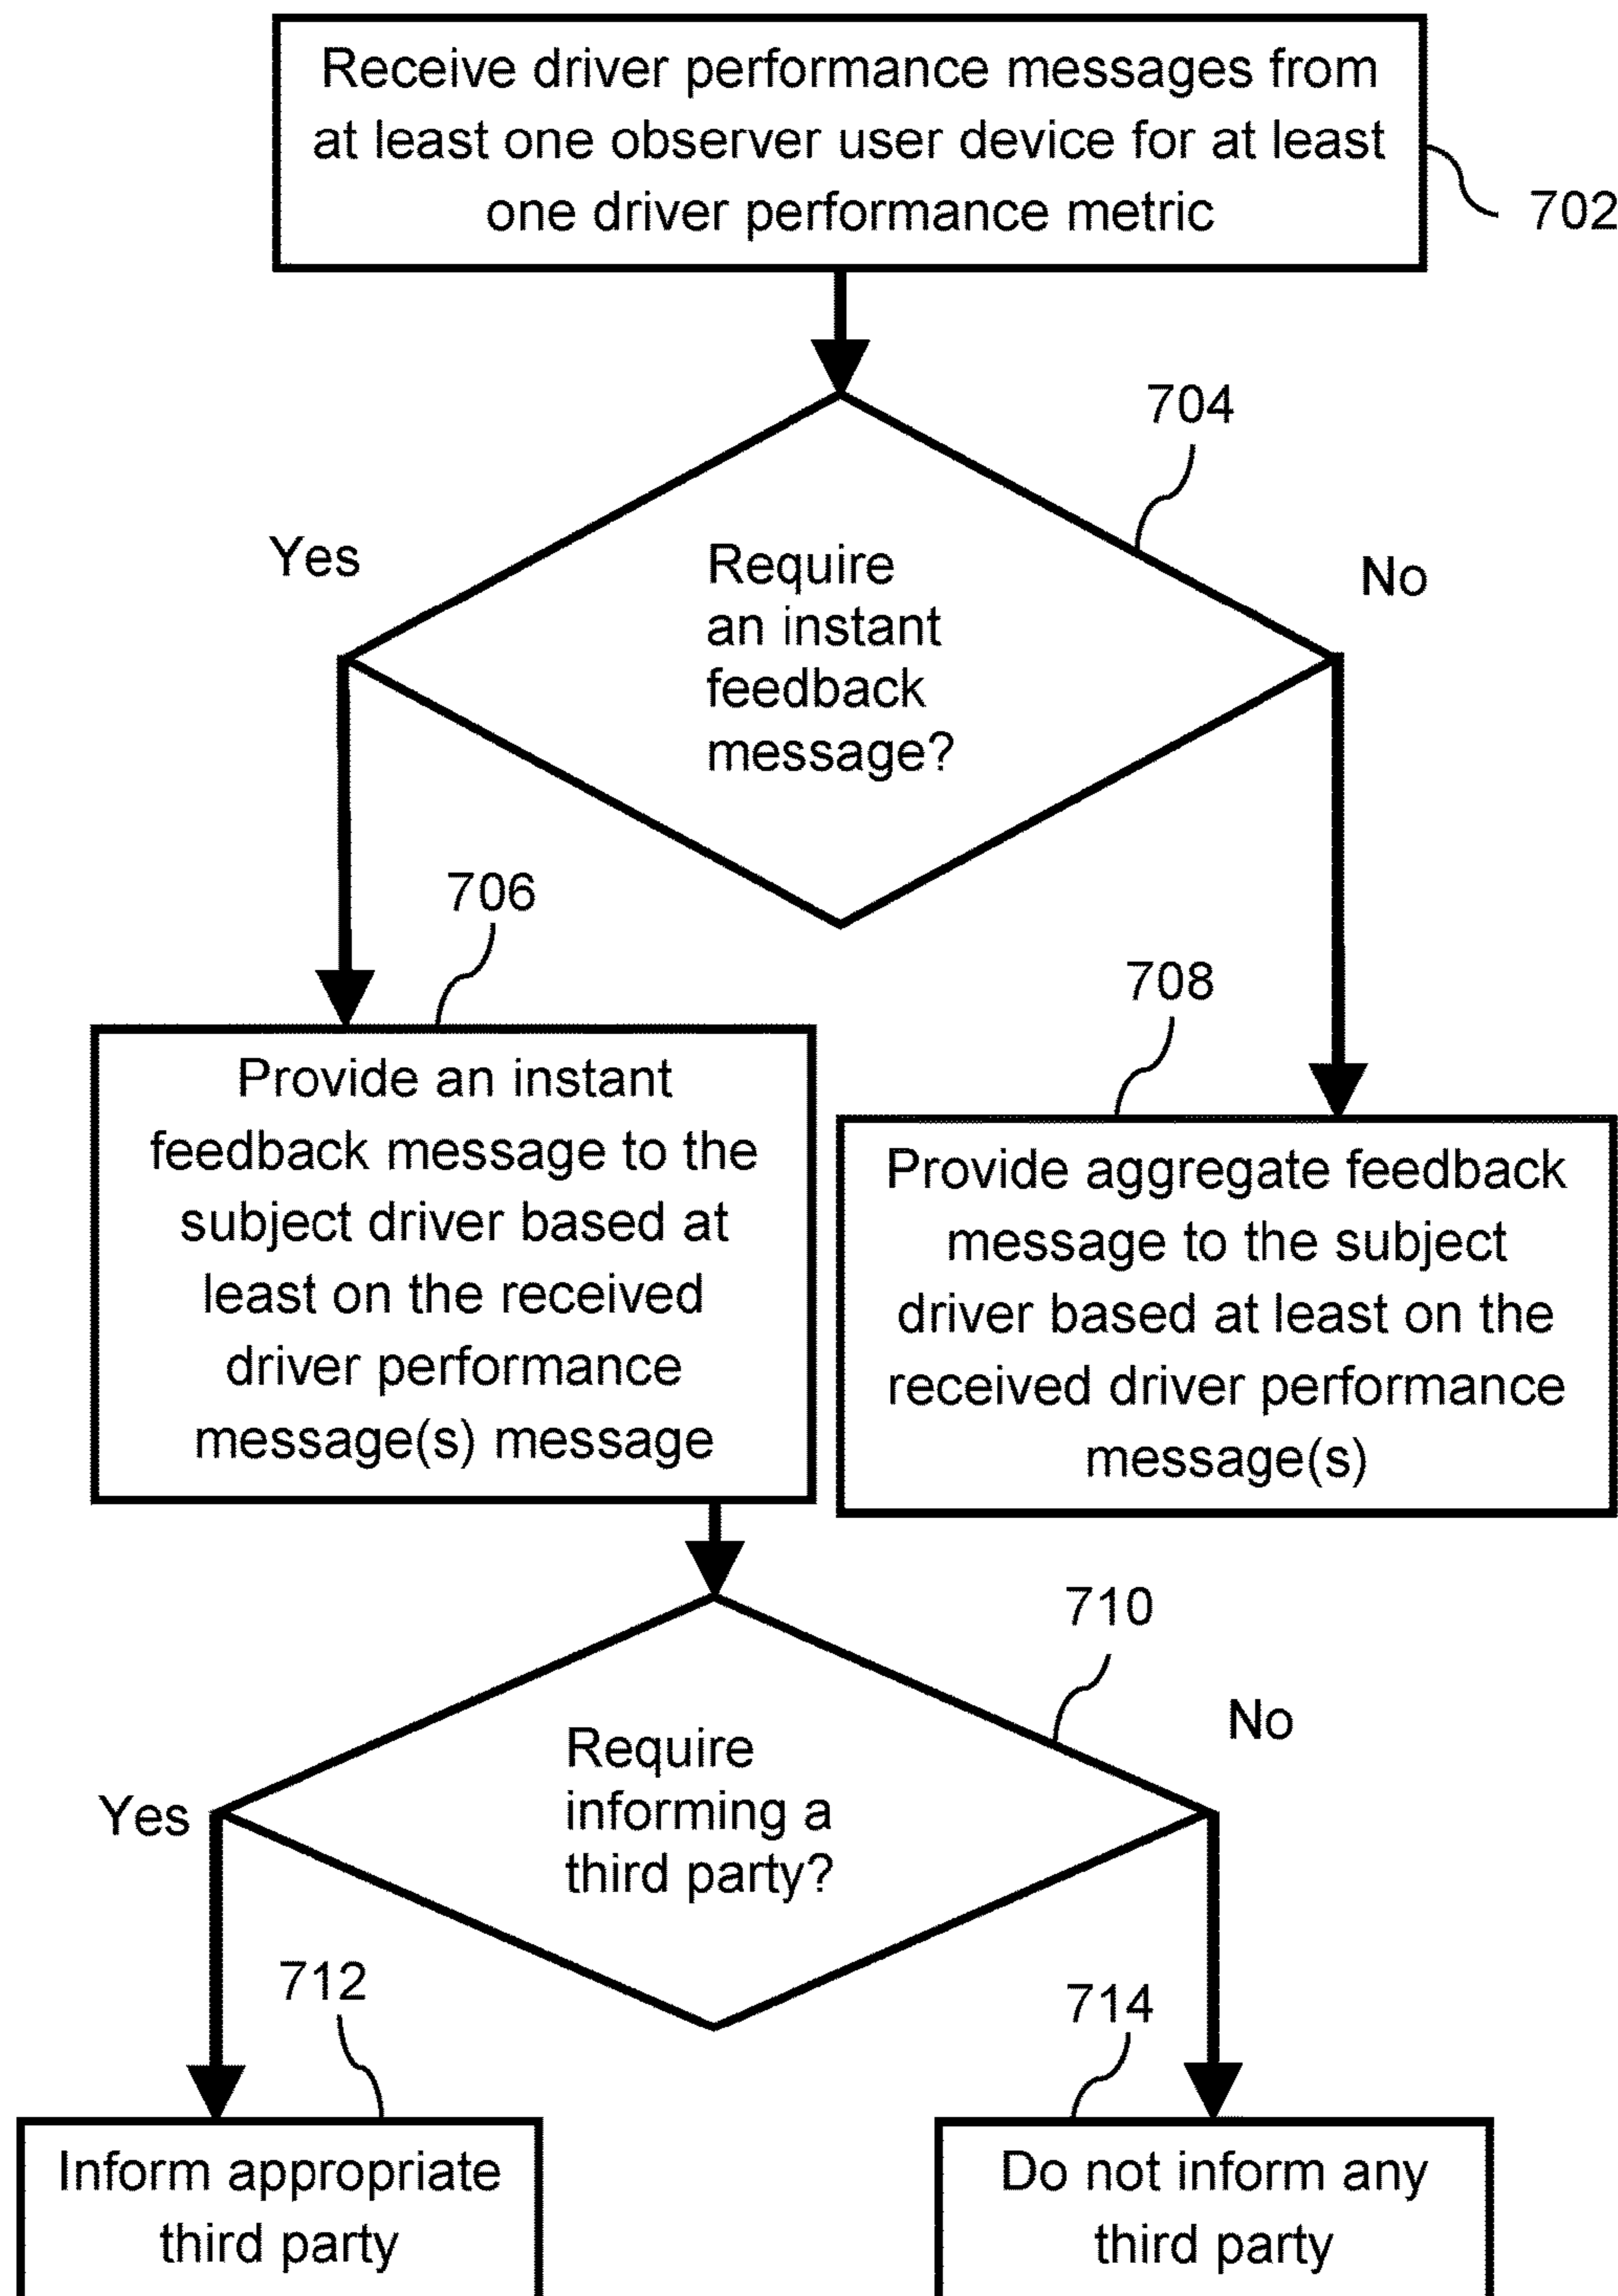 Receive driver performance messages from
at least one observer user device for at least
one driver performance metric
702
704
Yes
No
Require
an instant
feedback
message?
706
708
Provide an instant
feedback message to the
subject driver based at
least on the received
driver performance
message(s) message
Provide aggregate feedback
message to the subject
driver based at least on the
received driver performance
message(s)
710
No
Require
informing a
third party?
Yes
712
714
Inform appropriate
third party
Do not inform any
third party